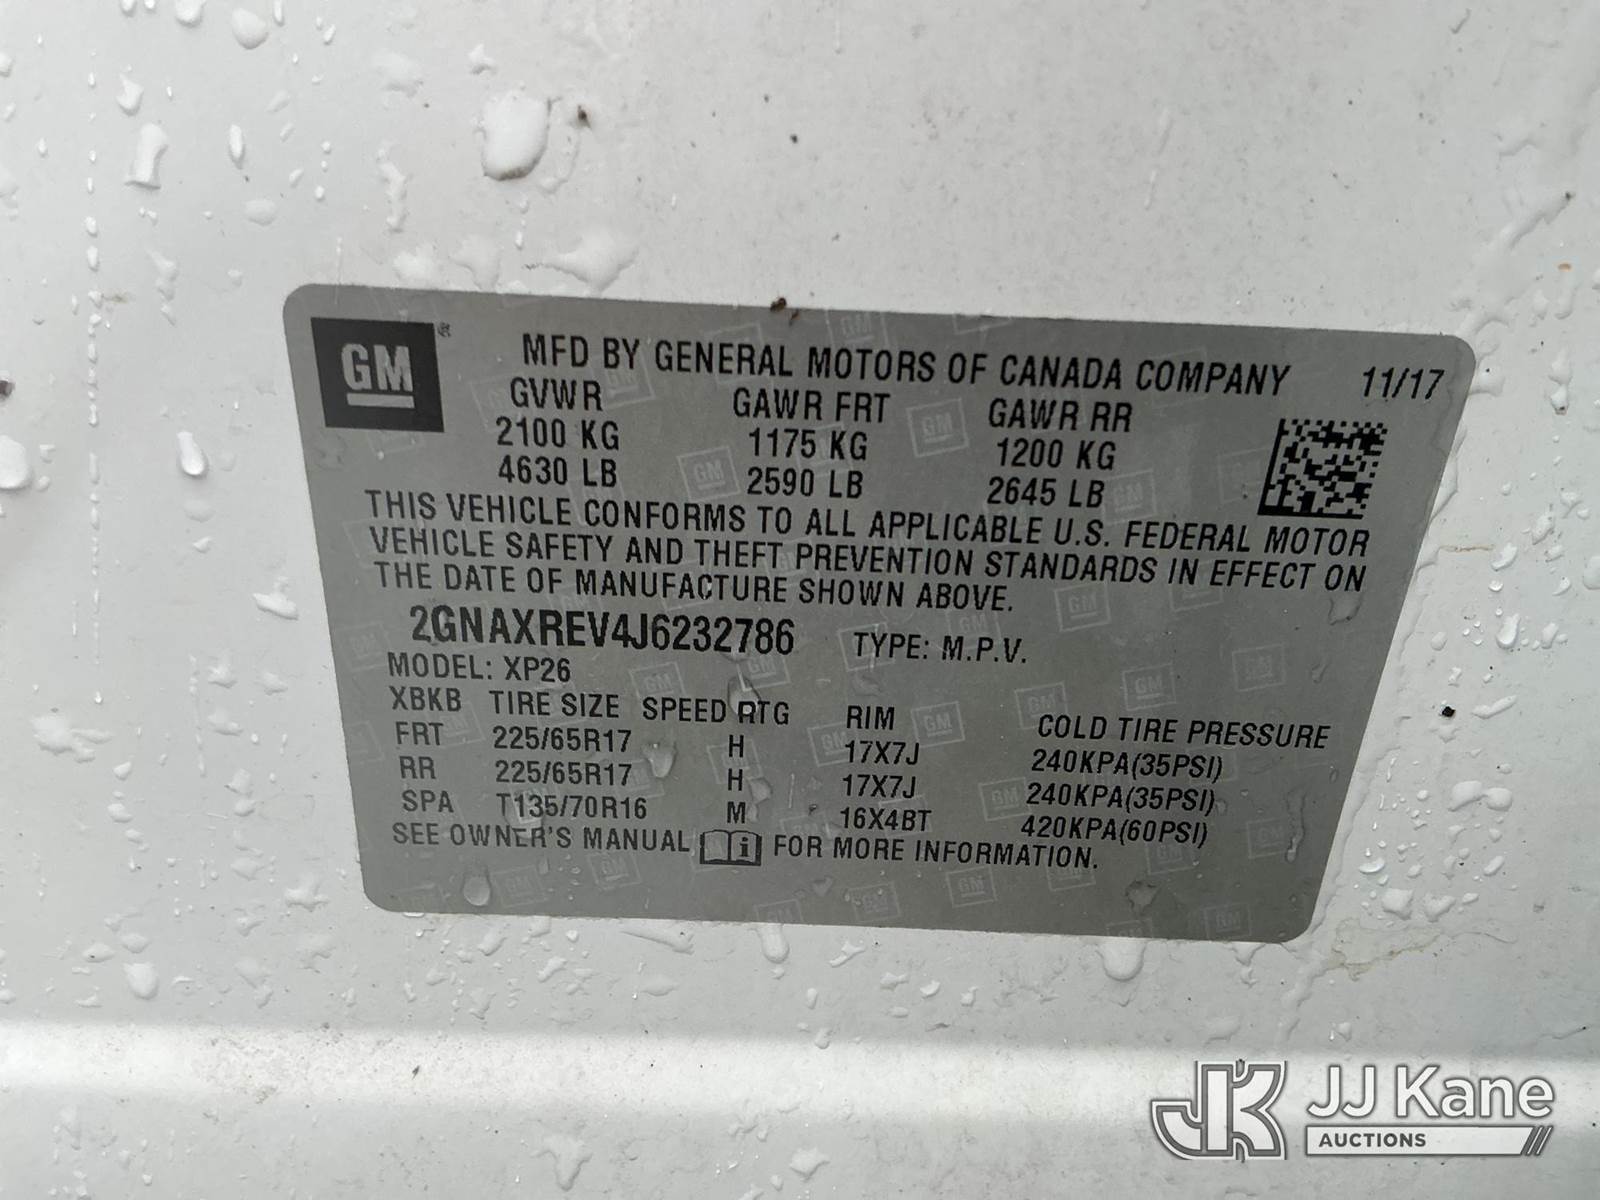 GM ®
MFD BY GENERAL MOTORS OF CANADA COMPANY 11/17
GVWR GAWR FRT GAWR RR
2100 KG 1175 KG 1200 KG
4630 LB 2590 LB 2645 LB
THIS VEHICLE CONFORMS TO ALL APPLICABLE U.S. FEDERAL MOTOR
VEHICLE SAFETY AND THEFT PREVENTION STANDARDS IN EFFECT ON
THE DATE OF MANUFACTURE SHOWN ABOVE.
2GNAXREV4J6232786 TYPE: M.P.V.
MODEL: XP26
XBKB TIRE SIZE SPEED RTG RIM COLD TIRE PRESSURE
FRT 225/65R17 H 17X7J 240KPA(35PSI)
RR 225/65R17 H 17X7J 240KPA(35PSI)
SPA T135/70R16 M 16X4BT 420KPA(60PSI)
SEE OWNER'S MANUAL i FOR MORE INFORMATION.
JK JJ Kane
AUCTIONS